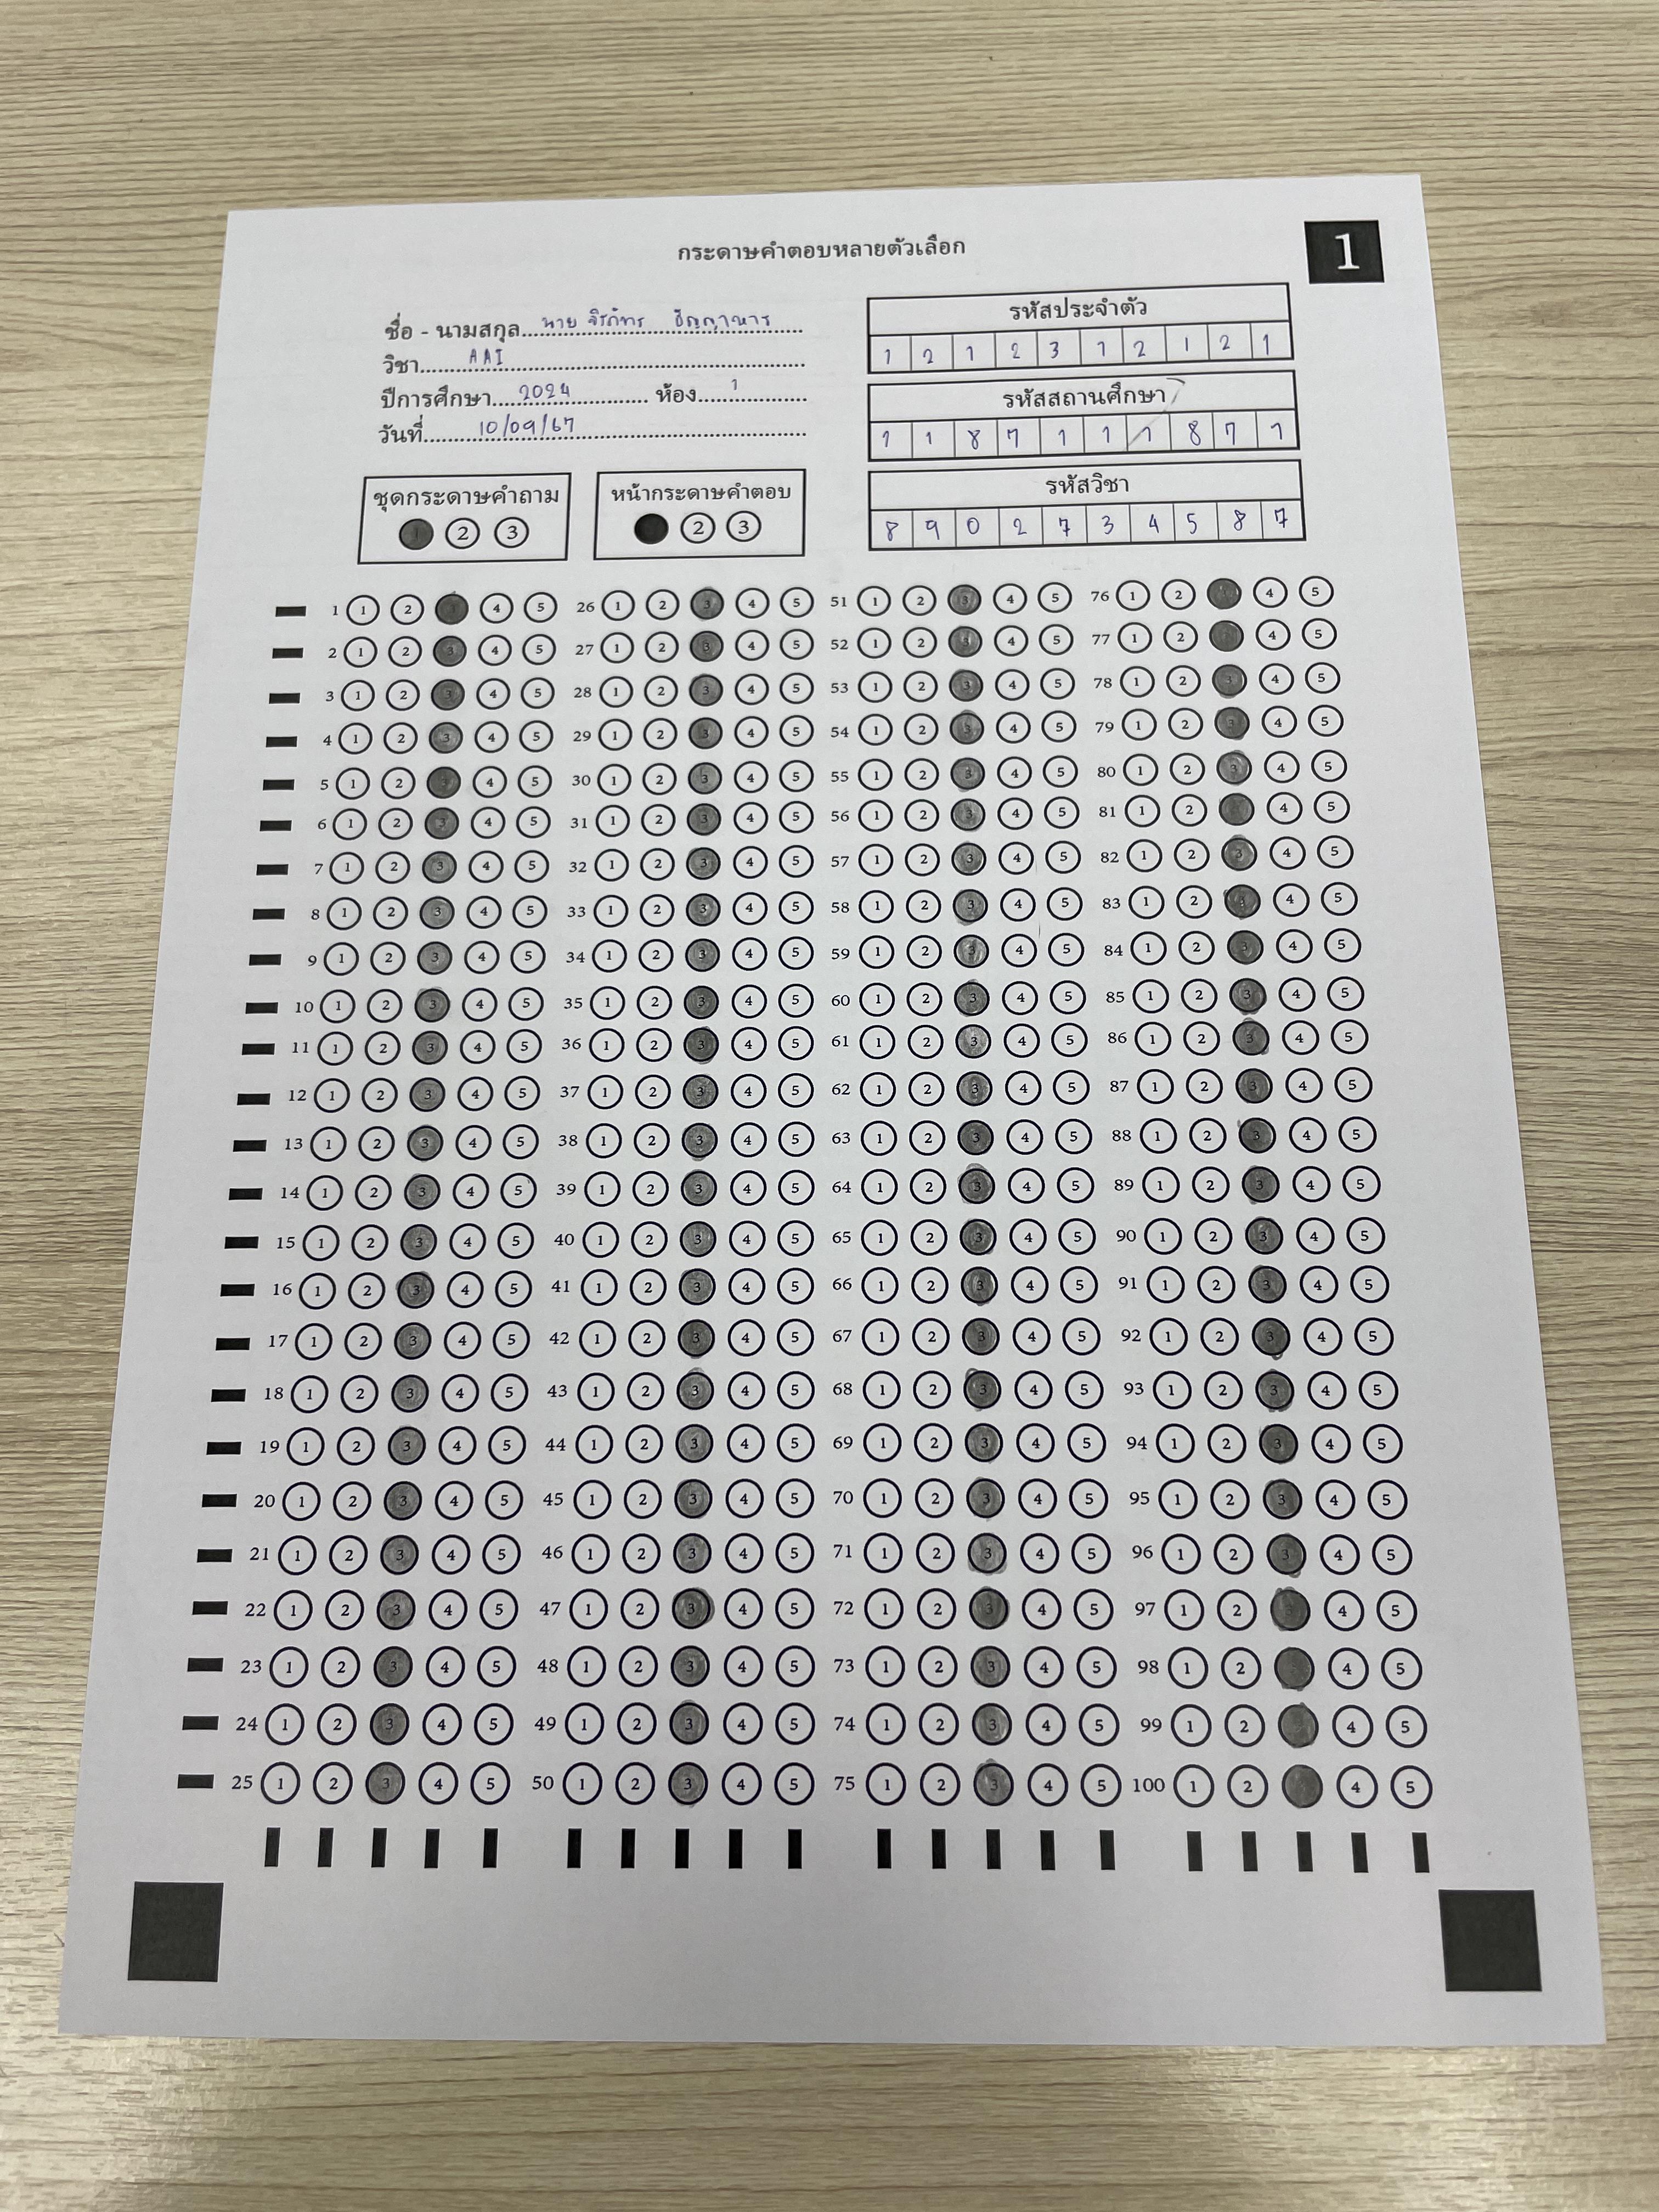 กระดาษคำตอบหลายตัวเลือก
1
ชื่อ - นามสกุล นาย จิรภัทร
วิชา AAI
ปีการศึกษา 2024 ห้อง 1
วันที่ 10/09/67
รหัสประจำตัว
1 2 1 2 3 1 2 1 2 1
รหัสสถานศึกษา
1 1 8 7 1 1 1 8 7 1
รหัสวิชา
8 9 0 2 7 3 4 5 8 7
ชุดกระดาษคำถาม
1 2 3
หน้ากระดาษคำตอบ
2 3
1 1 2 3 4 5 26 1 2 3 4 5 51 1 2 3 4 5 76 1 2 4 5
2 1 2 3 4 5 27 1 2 3 4 5 52 1 2 3 4 5 77 1 2 4 5
3 1 2 3 4 5 28 1 2 3 4 5 53 1 2 3 4 5 78 1 2 3 4 5
4 1 2 3 4 5 29 1 2 3 4 5 54 1 2 3 4 5 79 1 2 3 4 5
5 1 2 3 4 5 30 1 2 3 4 5 55 1 2 3 4 5 80 1 2 3 4 5
6 1 2 3 4 5 31 1 2 3 4 5 56 1 2 3 4 5 81 1 2 3 4 5
7 1 2 3 4 5 32 1 2 3 4 5 57 1 2 3 4 5 82 1 2 3 4 5
8 1 2 3 4 5 33 1 2 3 4 5 58 1 2 3 4 5 83 1 2 3 4 5
9 1 2 3 4 5 34 1 2 3 4 5 59 1 2 3 4 5 84 1 2 3 4 5
10 1 2 3 4 5 35 1 2 3 4 5 60 1 2 3 4 5 85 1 2 3 4 5
11 1 2 3 4 5 36 1 2 3 4 5 61 1 2 3 4 5 86 1 2 3 4 5
12 1 2 3 4 5 37 1 2 3 4 5 62 1 2 3 4 5 87 1 2 3 4 5
13 1 2 3 4 5 38 1 2 3 4 5 63 1 2 3 4 5 88 1 2 3 4 5
14 1 2 3 4 5 39 1 2 3 4 5 64 1 2 3 4 5 89 1 2 3 4 5
15 1 2 3 4 5 40 1 2 3 4 5 65 1 2 3 4 5 90 1 2 3 4 5
16 1 2 3 4 5 41 1 2 3 4 5 66 1 2 3 4 5 91 1 2 3 4 5
17 1 2 3 4 5 42 1 2 3 4 5 67 1 2 3 4 5 92 1 2 3 4 5
18 1 2 3 4 5 43 1 2 3 4 5 68 1 2 3 4 5 93 1 2 3 4 5
19 1 2 3 4 5 44 1 2 3 4 5 69 1 2 3 4 5 94 1 2 3 4 5
20 1 2 3 4 5 45 1 2 3 4 5 70 1 2 3 4 5 95 1 2 3 4 5
21 1 2 3 4 5 46 1 2 3 4 5 71 1 2 3 4 5 96 1 2 3 4 5
22 1 2 3 4 5 47 1 2 3 4 5 72 1 2 3 4 5 97 1 2 3 4 5
23 1 2 3 4 5 48 1 2 3 4 5 73 1 2 3 4 5 98 1 2 4 5
24 1 2 3 4 5 49 1 2 3 4 5 74 1 2 3 4 5 99 1 2 4 5
25 1 2 3 4 5 50 1 2 3 4 5 75 1 2 3 4 5 100 1 2 4 5